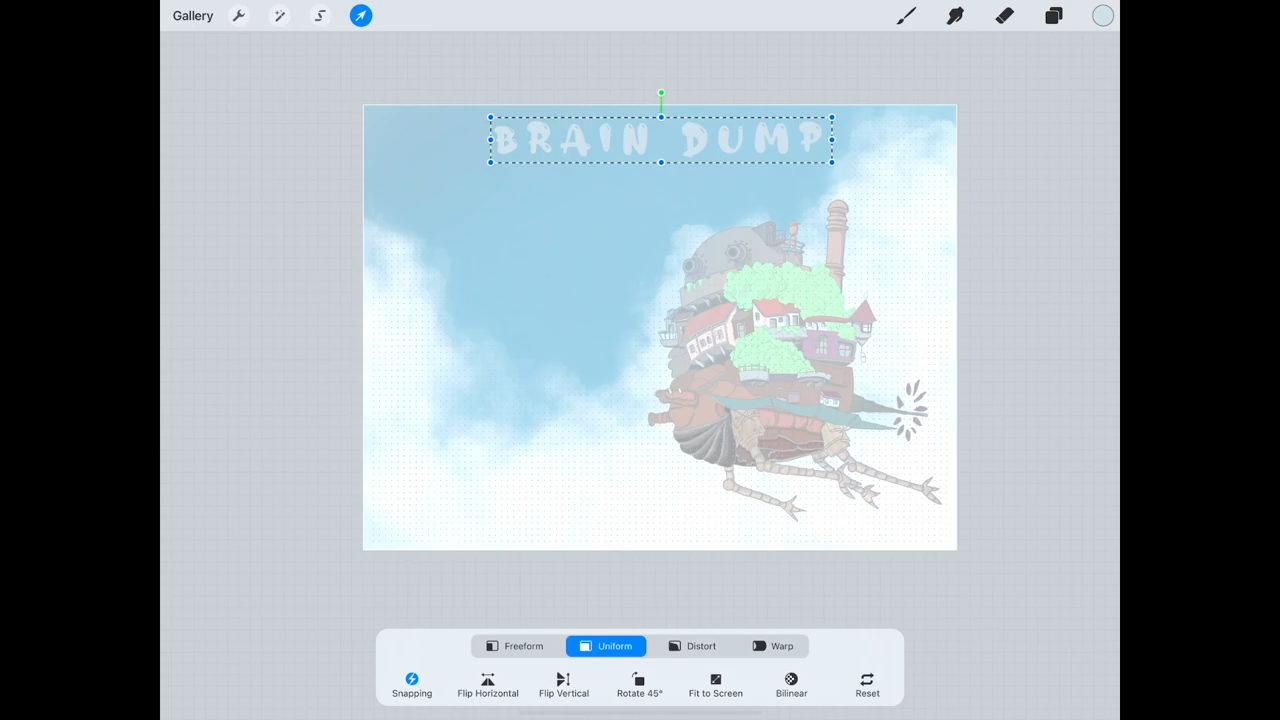 Gallery
BRAIN DUMP
Freeform Uniform Distort Warp
Snapping Flip Horizontal Flip Vertical Rotate 45° Fit to Screen Bilinear Reset